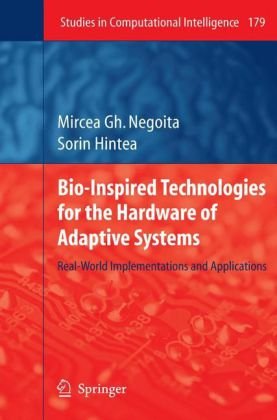 Studies in Computational Intelligence 179
Mircea Gh. Negoita
Sorin Hintea
Bio-Inspired Technologies
for the Hardware of
Adaptive Systems
Real-World Implementations and Applications
Springer